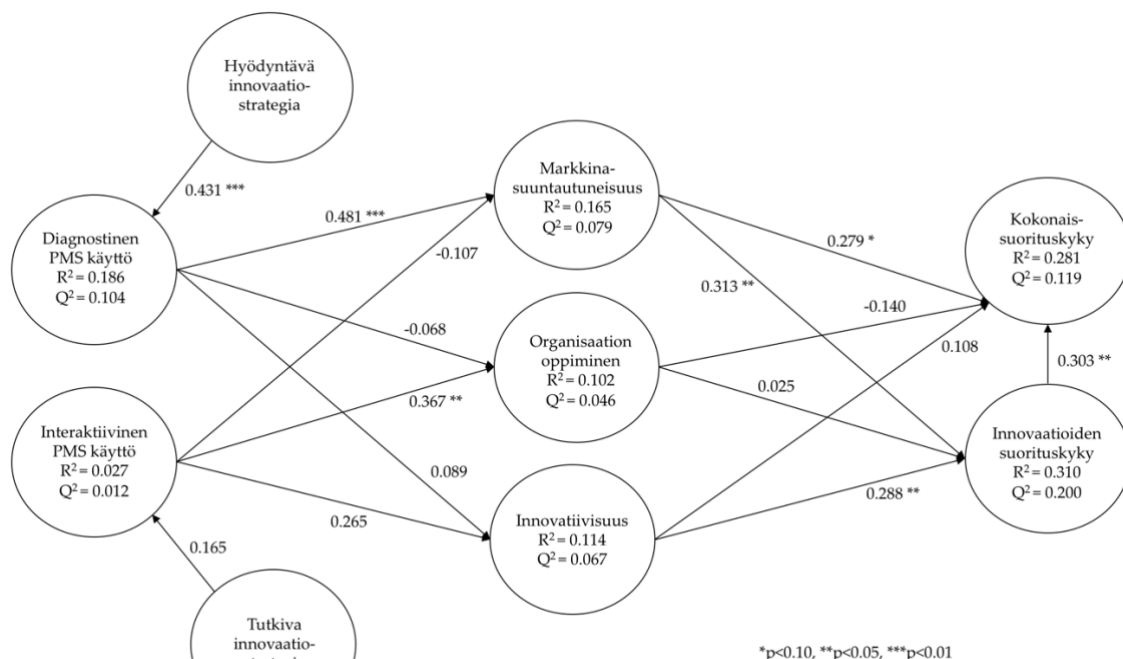 Hyödyntävä
innovaatio-
strategia
0.431 ***
Diagnostinen
PMS käyttö
R² = 0.186
Q² = 0.104
Interaktiivinen
PMS käyttö
R² = 0.027
Q² = 0.012
0.165
Tutkiva
innovaatio-
0.481 ***
-0.107
-0.068
0.367 **
0.089
0.265
Markkina-
suuntautuneisuus
R² = 0.165
Q² = 0.079
Organisaation
oppiminen
R² = 0.102
Q² = 0.046
Innovatiivisuus
R² = 0.114
Q² = 0.067
0.279 *
0.313 **
-0.140
0.108
0.025
0.288 **
Kokonais-
suorituskyky
R² = 0.281
Q² = 0.119
0.303 **
Innovaatioiden
suorituskyky
R² = 0.310
Q² = 0.200
*p<0.10, **p<0.05, ***p<0.01